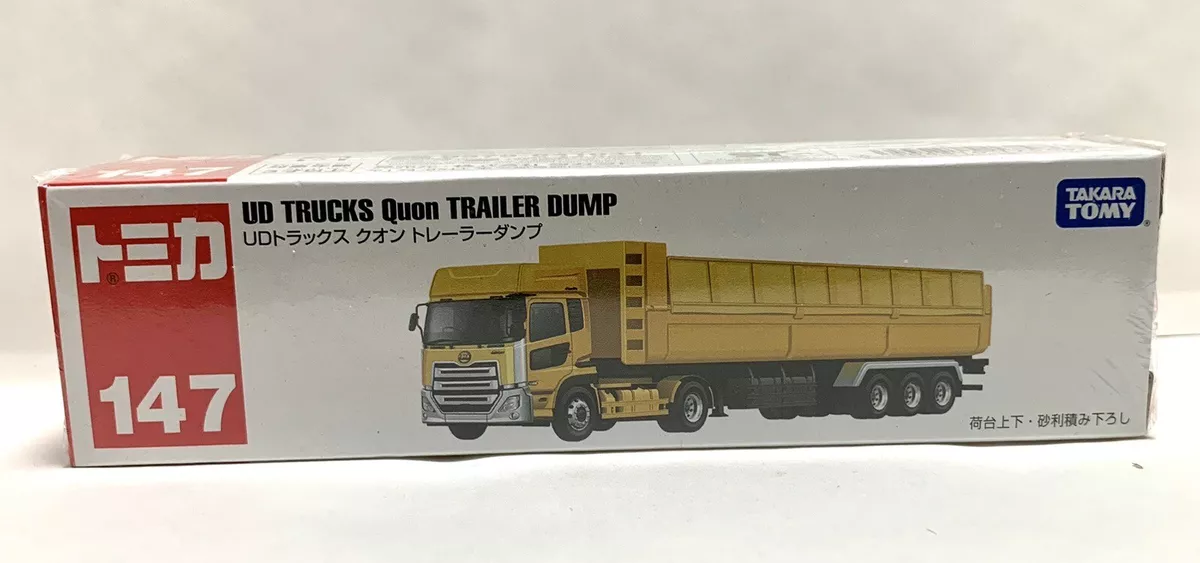 147
トミカ
®
147
UD TRUCKS Quon TRAILER DUMP
UDトラックス クオン トレーラーダンプ
TAKARA
TOMY
®
荷台上下・砂利積み下ろし